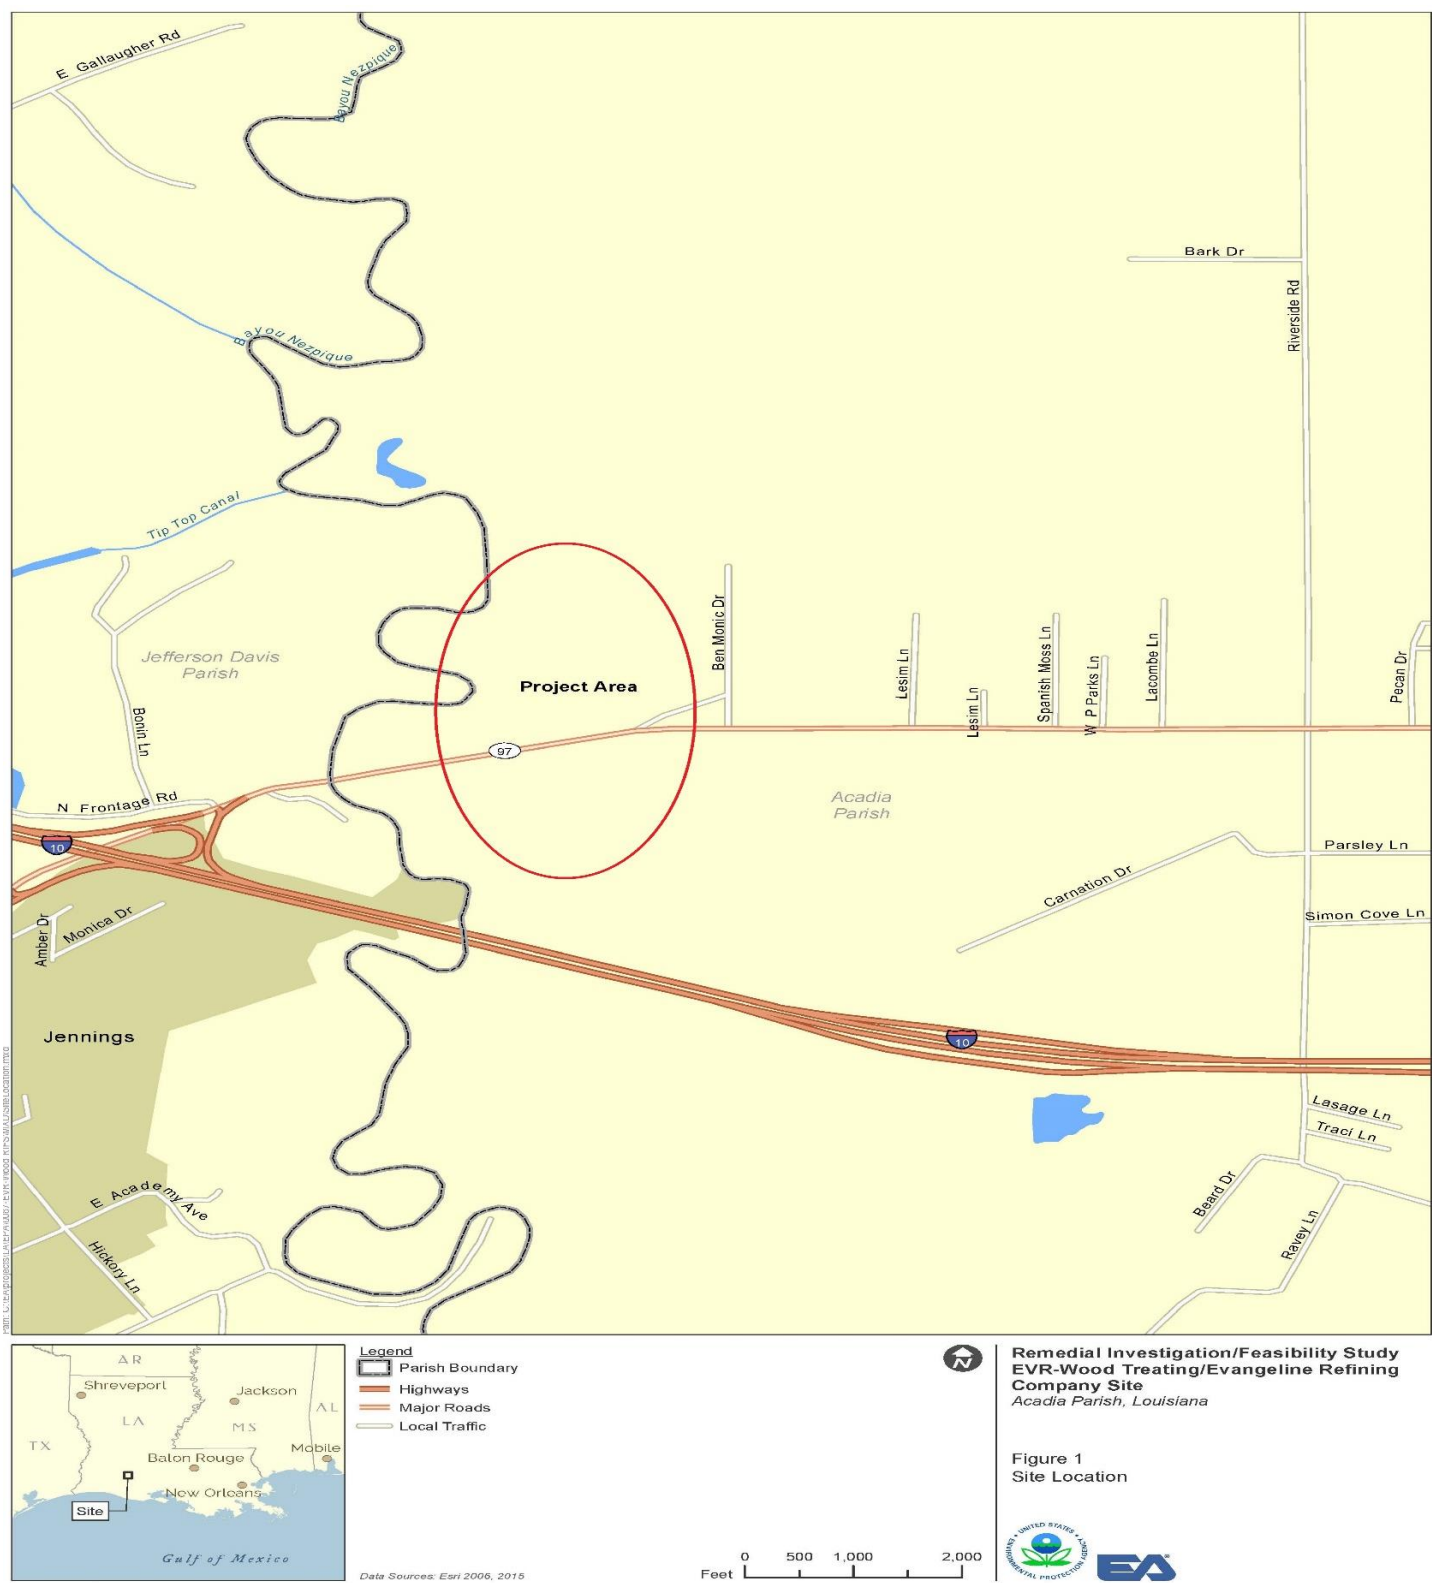 E Gallaugher Rd
Bayou Nezpique
Bark Dr
Riverside Rd
Bayou Nezpique
Tip Top Canal
Jefferson Davis
Parish
Bonin Ln
Project Area
Ben Monic Dr
Lesim Ln
Lesim Ln
Spanish Moss Ln
W P Parks Ln
Lacombe Ln
Pecan Dr
97
N Frontage Rd
10
Acadia
Parish
Parsley Ln
Carnation Dr
Simon Cove Ln
Amber Dr
Monica Dr
Jennings
10
Lasage Ln
Traci Ln
Beard Dr
Ravey Ln
E Academy Ave
Hickory Ln
AR
Shreveport
Jackson
LA
MS
AL
TX
Baton Rouge
Mobile
New Orleans
Site
Gulf of Mexico
Legend
Parish Boundary
Highways
Major Roads
Local Traffic
Data Sources: Esri 2006, 2015
N
Feet
0 500 1,000 2,000
Remedial Investigation/Feasibility Study
EVR-Wood Treating/Evangeline Refining
Company Site
Acadia Parish, Louisiana
Figure 1
Site Location
UNITED STATES
ENVIRONMENTAL PROTECTION AGENCY
EA